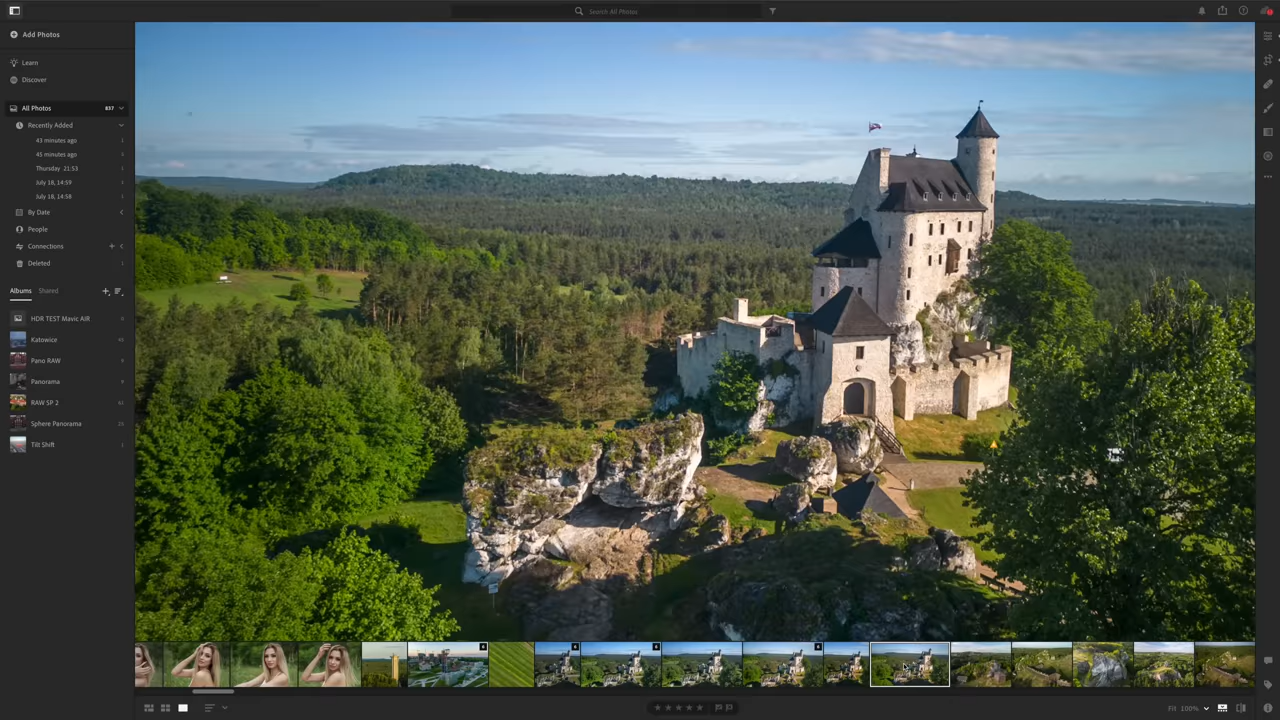 Search All Photos
Add Photos
Learn
Discover
All Photos 837
Recently Added
43 minutes ago 1
45 minutes ago
Thursday 21:53 1
July 18, 14:59
July 18, 14:58
By Date
People
Connections
Deleted
Albums Shared
HDR TEST Mavic AIR
Katowice
Pano RAW
Panorama
RAW SP 2
Sphere Panorama
Tilt Shift
Fit 100%